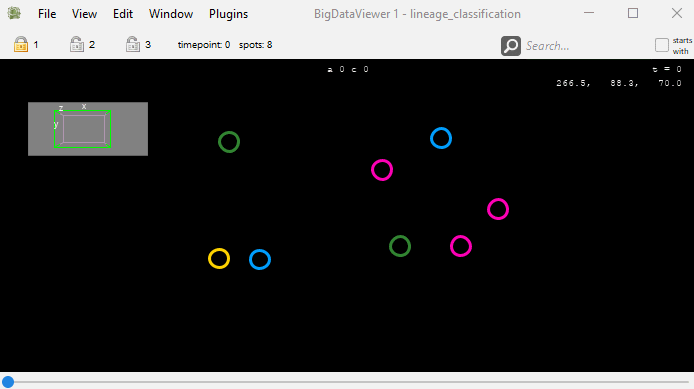 File Edit Window Plugins BigDataViewer 1 - lineage_classification
1 2 3 timepoint: 0 spots: 8 Search... starts with
a 0 c 0 t = 0
266.5, 88.3, 70.0
z x
y